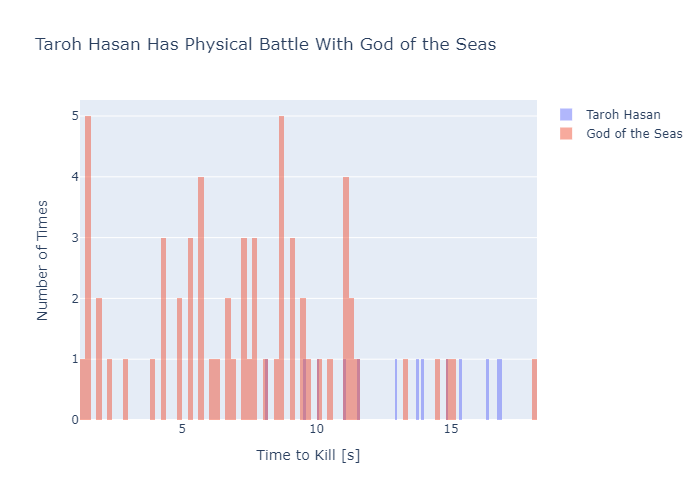 Taroh Hasan Has Physical Battle With God of the Seas
Taroh Hasan
God of the Seas
Number of Times
5
4
3
2
1
0
5
10
15
Time to Kill [s]